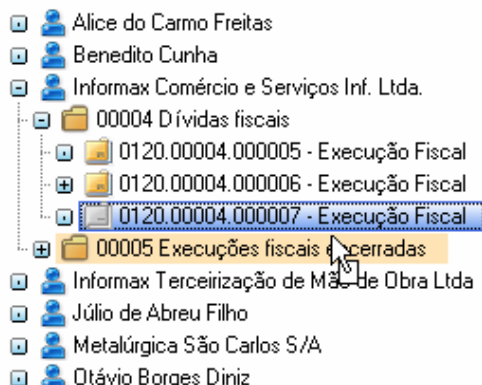 Alice do Carmo Freitas
Benedito Cunha
Informax Comércio e Serviços Inf. Ltda.
00004 Dívidas fiscais
0120.00004.000005 - Execução Fiscal
0120.00004.000006 - Execução Fiscal
0120.00004.000007 - Execução Fiscal
00005 Execuções fiscais encerradas
Informax Terceirização de Mão de Obra Ltda
Júlio de Abreu Filho
Metalúrgica São Carlos S/A
Otávio Borges Diniz